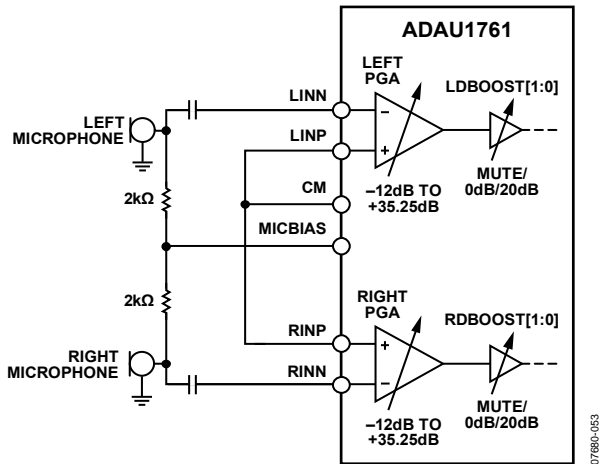 ADAU1761
LEFT
PGA
LDBOOST[1:0]
LINN
LEFT
MICROPHONE
–
LINP
+
CM
–12dB TO
+35.25dB
MUTE/
0dB/20dB
2kΩ
MICBIAS
2kΩ
RIGHT
PGA
RDBOOST[1:0]
RINP
+
RIGHT
MICROPHONE
RINN
–
–12dB TO
+35.25dB
MUTE/
0dB/20dB
07680-053